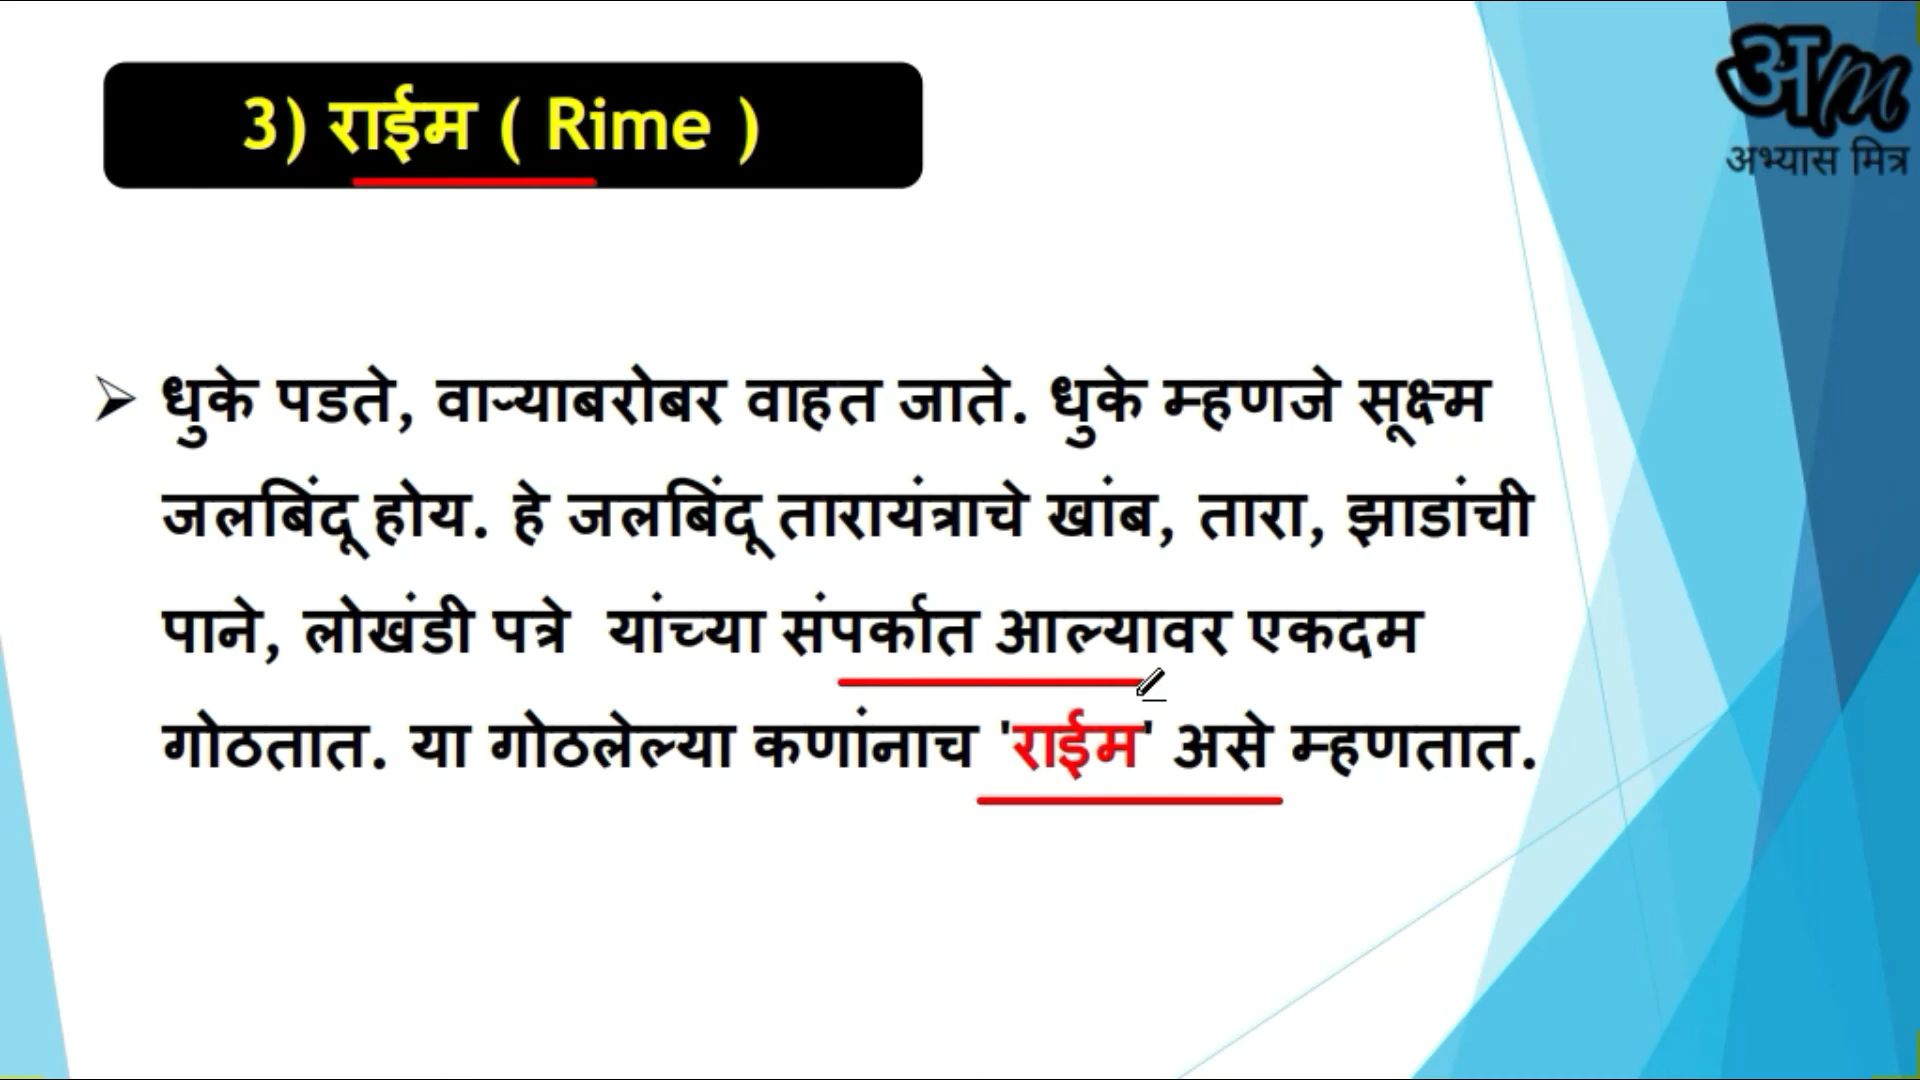 3) राईम ( Rime )
अm
अभ्यास मित्र
धुके पडते, वाऱ्याबरोबर वाहत जाते. धुके म्हणजे सूक्ष्म
जलबिंदू होय. हे जलबिंदू तारायंत्राचे खांब, तारा, झाडांची
पाने, लोखंडी पत्रे यांच्या संपर्कात आल्यावर एकदम
गोठतात. या गोठलेल्या कणांनाच 'राईम' असे म्हणतात.